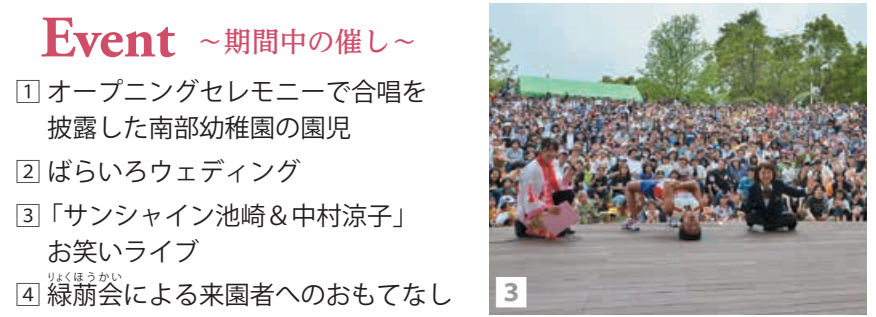 Event ～期間中の催し～
1 オープニングセレモニーで合唱を
披露した南部幼稚園の園児
2 ばらいろウェディング
3 「サンシャイン池崎＆中村涼子」
お笑いライブ
りょくほうかい
4 緑萠会による来園者へのおもてなし
3